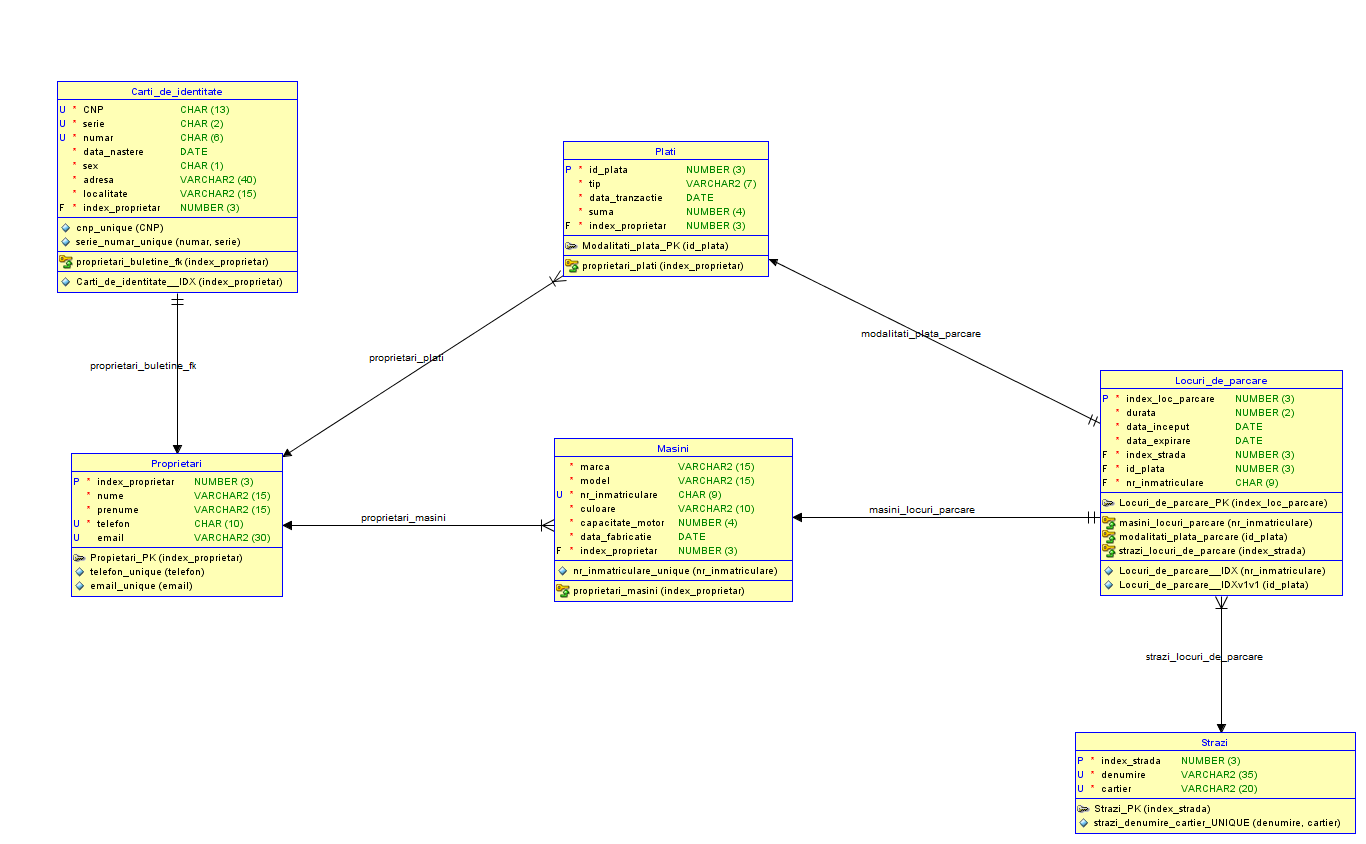 Carti_de_identitate
U * CNP CHAR (13)
U * serie CHAR (2)
U * numar CHAR (6)
* data_nastere DATE
* sex CHAR (1)
* adresa VARCHAR2 (40)
* localitate VARCHAR2 (15)
F * index_proprietar NUMBER (3)
cnp_unique (CNP)
serie_numar_unique (numar, serie)
proprietari_buletine_fk (index_proprietar)
Carti_de_identitate__IDX (index_proprietar)
Plati
P * id_plata NUMBER (3)
* tip VARCHAR2 (7)
* data_tranzactie DATE
* suma NUMBER (4)
F * index_proprietar NUMBER (3)
Modalitati_plata_PK (id_plata)
proprietari_plati (index_proprietar)
modalitati_plata_parcare
proprietari_plati
proprietari_buletine_fk
Locuri_de_parcare
P * index_loc_parcare NUMBER (3)
* durata NUMBER (2)
* data_inceput DATE
* data_expirare DATE
F * index_strada NUMBER (3)
F * id_plata NUMBER (3)
F * nr_inmatriculare CHAR (9)
Locuri_de_parcare_PK (index_loc_parcare)
masini_locuri_parcare (nr_inmatriculare)
modalitati_plata_parcare (id_plata)
strazi_locuri_de_parcare (index_strada)
Locuri_de_parcare__IDX (nr_inmatriculare)
Locuri_de_parcare__IDXv1v1 (id_plata)
Proprietari
P * index_proprietar NUMBER (3)
* nume VARCHAR2 (15)
* prenume VARCHAR2 (15)
U * telefon CHAR (10)
U email VARCHAR2 (30)
Propietari_PK (index_proprietar)
telefon_unique (telefon)
email_unique (email)
proprietari_masini
Masini
* marca VARCHAR2 (15)
* model VARCHAR2 (15)
U * nr_inmatriculare CHAR (9)
* culoare VARCHAR2 (10)
* capacitate_motor NUMBER (4)
* data_fabricatie DATE
F * index_proprietar NUMBER (3)
nr_inmatriculare_unique (nr_inmatriculare)
proprietari_masini (index_proprietar)
masini_locuri_parcare
strazi_locuri_de_parcare
Strazi
P * index_strada NUMBER (3)
U * denumire VARCHAR2 (35)
U * cartier VARCHAR2 (20)
Strazi_PK (index_strada)
strazi_denumire_cartier_UNIQUE (denumire, cartier)